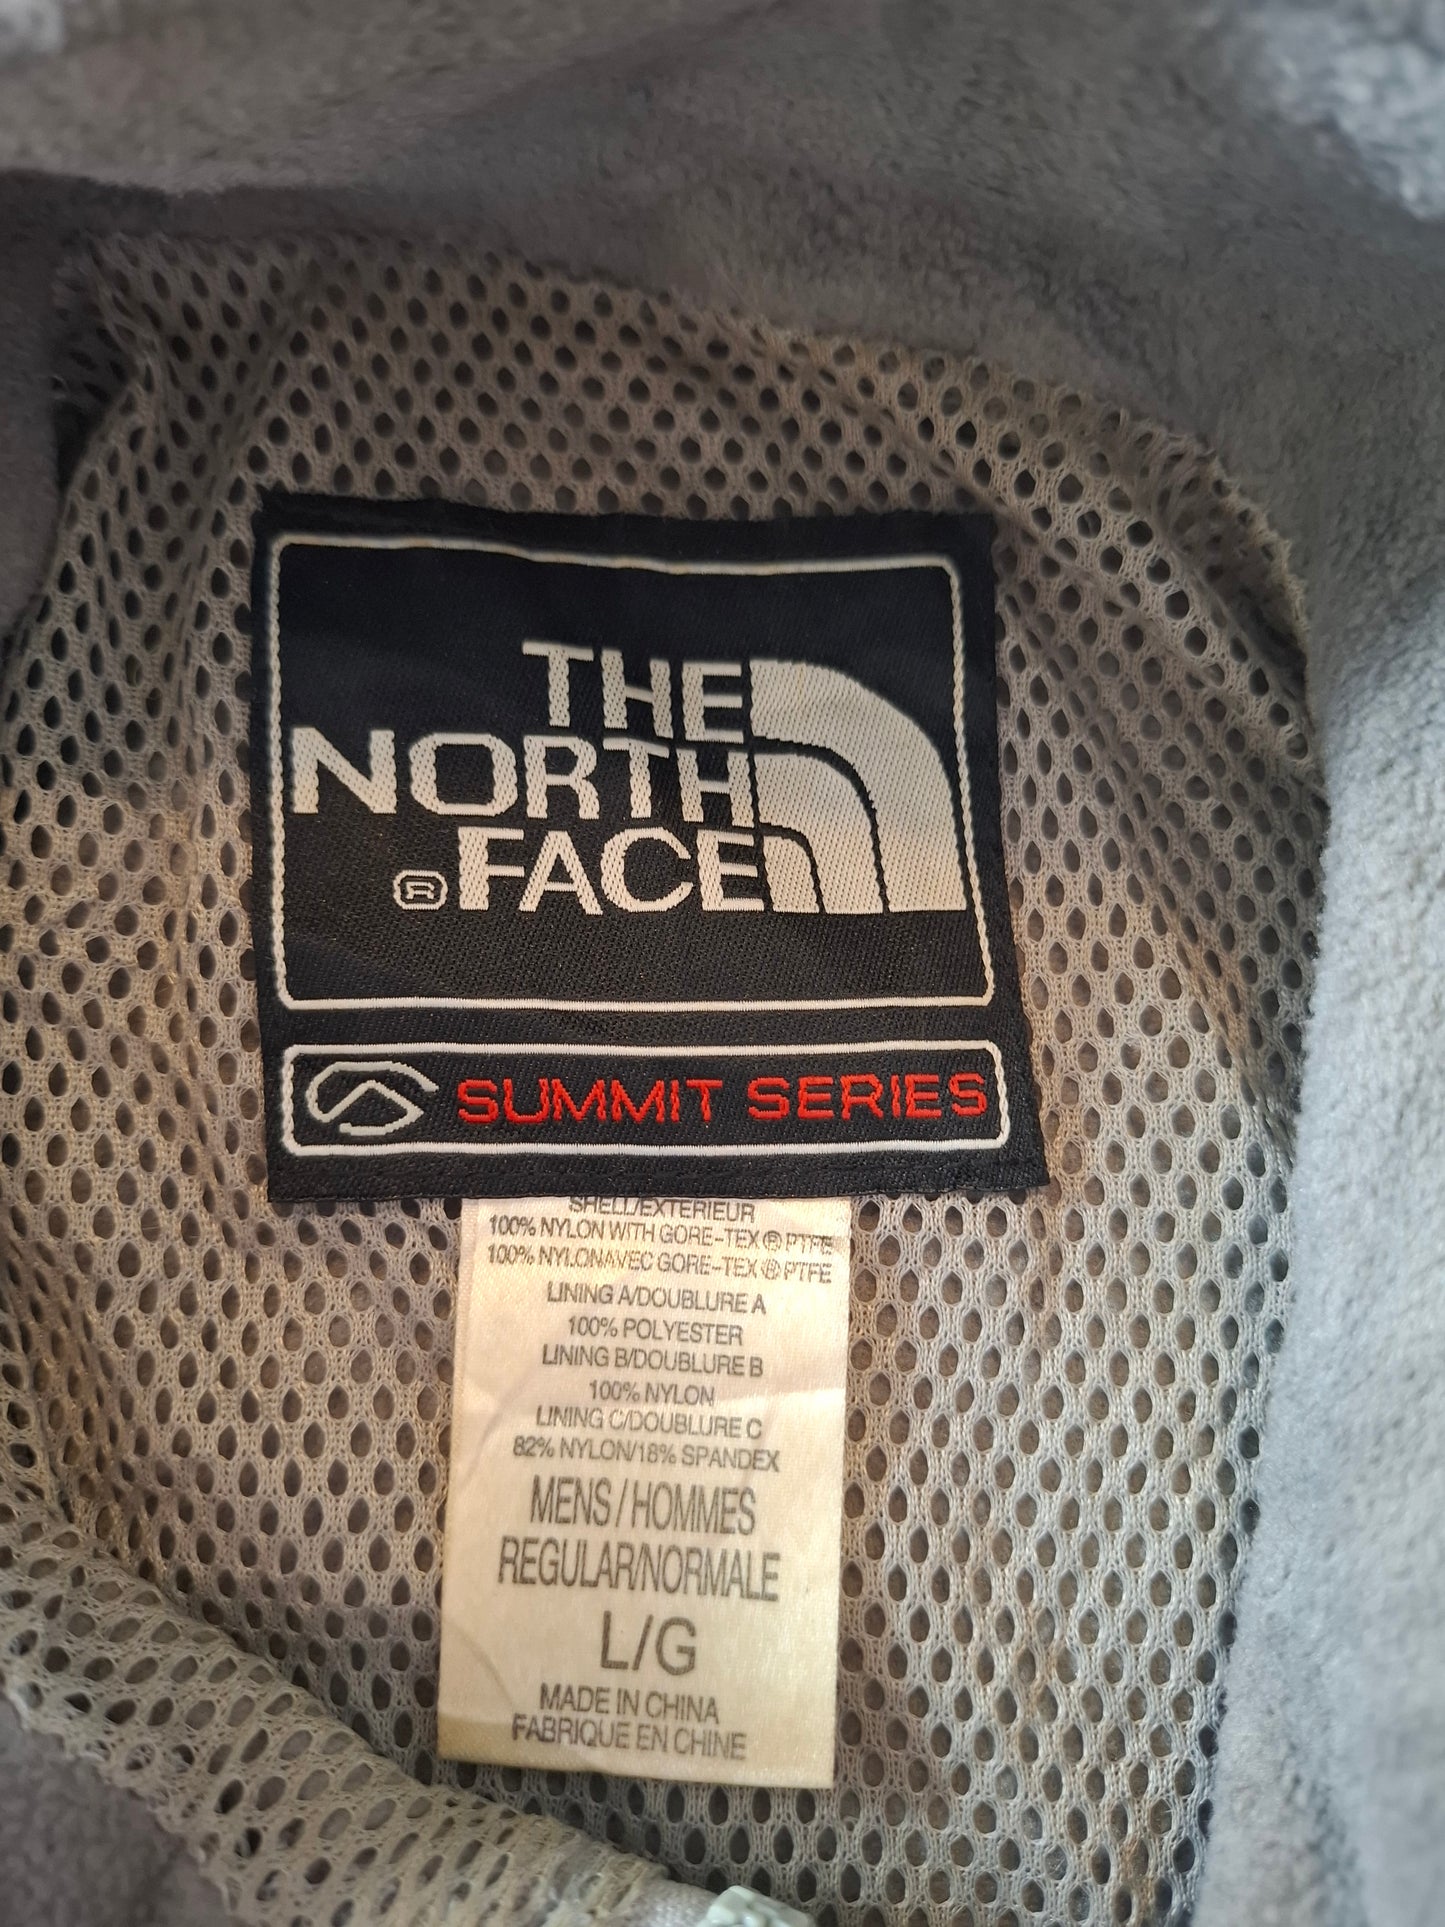 THE
NORTH
® FACE
SUMMIT SERIES
SHELL/EXTERIEUR
100% NYLON WITH GORE-TEX ® PTFE
100% NYLONAVEC GORE-TEX ® PTFE
LINING A/DOUBLURE A
100% POLYESTER
LINING B/DOUBLURE B
100% NYLON
LINING C/DOUBLURE C
82% NYLON/18% SPANDEX
MENS/HOMMES
REGULAR/NORMALE
L/G
MADE IN CHINA
FABRIQUE EN CHINE